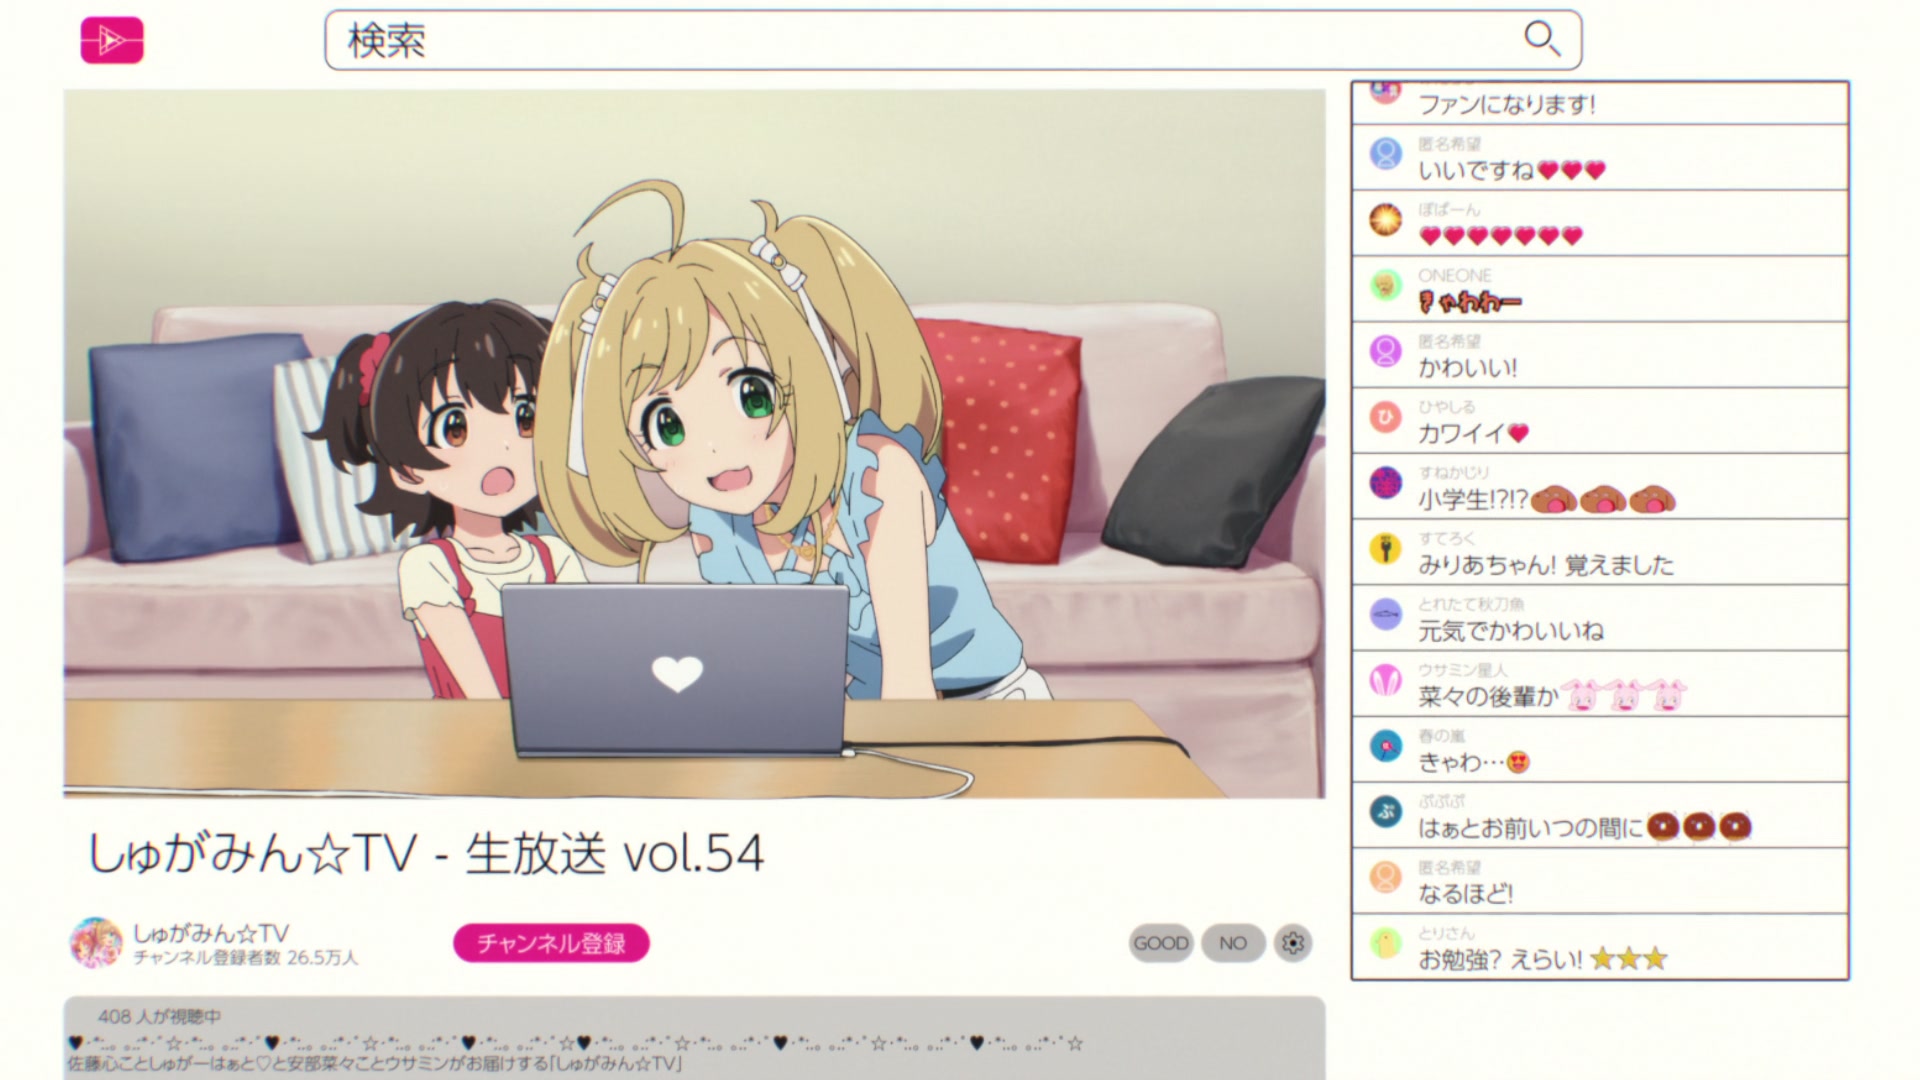 検索
しゅがみん☆TV - 生放送 vol.54
しゅがみん☆TV
チャンネル登録者数 26.5万人
チャンネル登録
GOOD
NO
408 人が視聴中
佐藤心ことしゅがーはぁと♡と安部菜々ことウサミンがお届けする「しゅがみん☆TV」
ファンになります!
匿名希望
いいですね♥♥♥
ぽぱーん
♥♥♥♥♥♥♥
ONEONE
きゃわわー
匿名希望
かわいい!
ひ
ひやしる
カワイイ♥
すねかじり
小学生!?!?
すてろく
みりあちゃん! 覚えました
とれたて秋刀魚
元気でかわいいね
ウサミン星人
菜々の後輩か
春の嵐
きゃわ…😍
ぷ
ぷぷぷ
はぁとお前いつの間に
匿名希望
なるほど!
とりさん
お勉強? えらい! ★★★